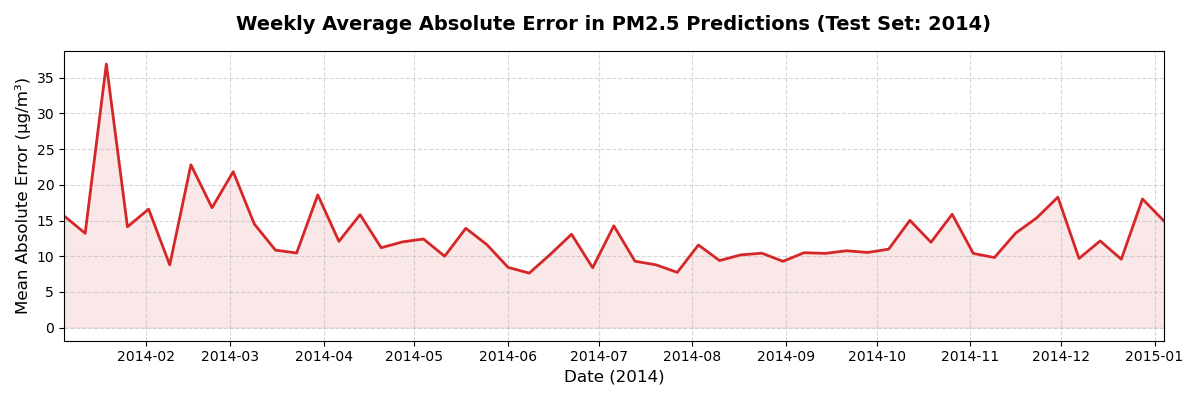 Weekly Average Absolute Error in PM2.5 Predictions (Test Set: 2014)
Mean Absolute Error (μg/m³)
35
30
25
20
15
10
5
0
2014-02 2014-03 2014-04 2014-05 2014-06 2014-07 2014-08 2014-09 2014-10 2014-11 2014-12 2015-01
Date (2014)